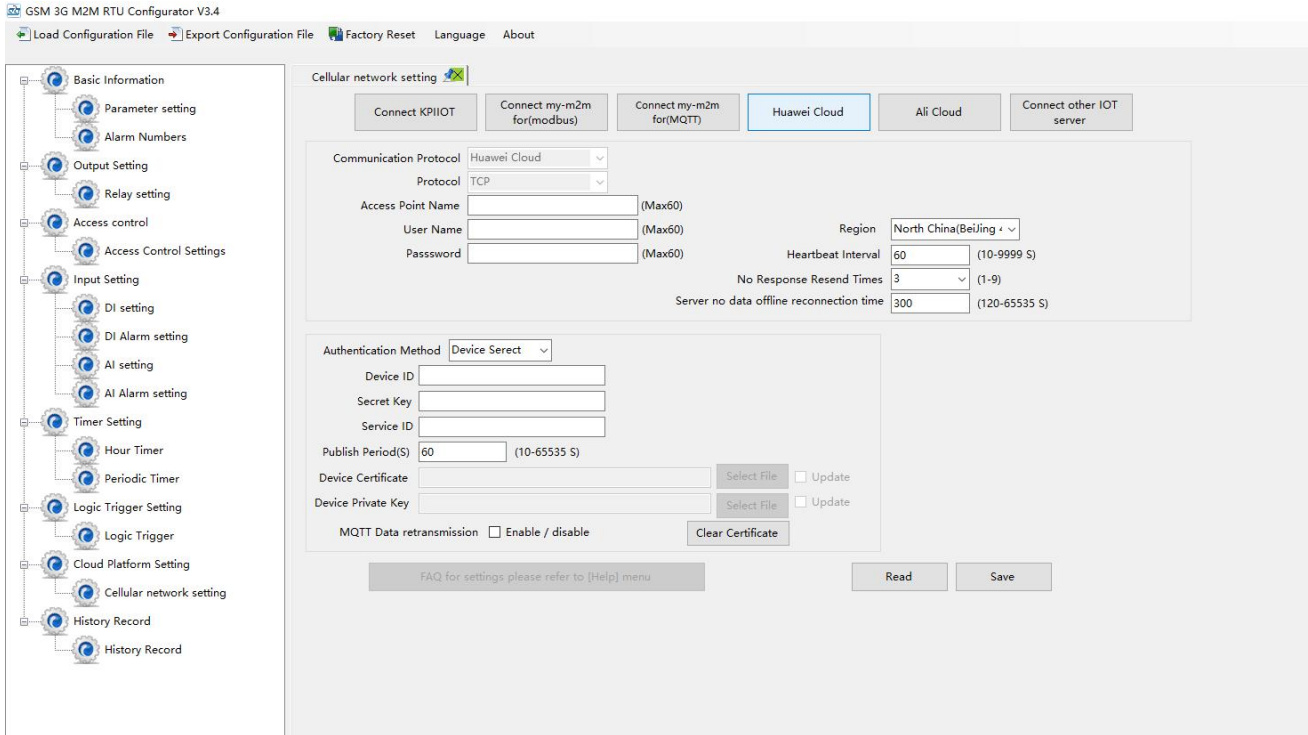 GSM 3G M2M RTU Configurator V3.4
Load Configuration File Export Configuration File Factory Reset Language About
Basic Information
Parameter setting
Alarm Numbers
Output Setting
Relay setting
Access control
Access Control Settings
Input Setting
DI setting
DI Alarm setting
AI setting
AI Alarm setting
Timer Setting
Hour Timer
Periodic Timer
Logic Trigger Setting
Logic Trigger
Cloud Platform Setting
Cellular network setting
History Record
History Record
Cellular network setting
Connect KPIIOT
Connect my-m2m
for(modbus)
Connect my-m2m
for(MQTT)
Huawei Cloud
Ali Cloud
Connect other IOT
server
Communication Protocol Huawei Cloud
Protocol TCP
Access Point Name (Max60)
User Name (Max60)
Passsword (Max60)
Region North China(BeiJing
Heartbeat Interval 60 (10-9999 S)
No Response Resend Times 3 (1-9)
Server no data offline reconnection time 300 (120-65535 S)
Authentication Method Device Serect
Device ID
Secret Key
Service ID
Publish Period(S) 60 (10-65535 S)
Device Certificate Select File Update
Device Private Key Select File Update
MQTT Data retransmission Enable / disable Clear Certificate
FAQ for settings please refer to [Help] menu Read Save